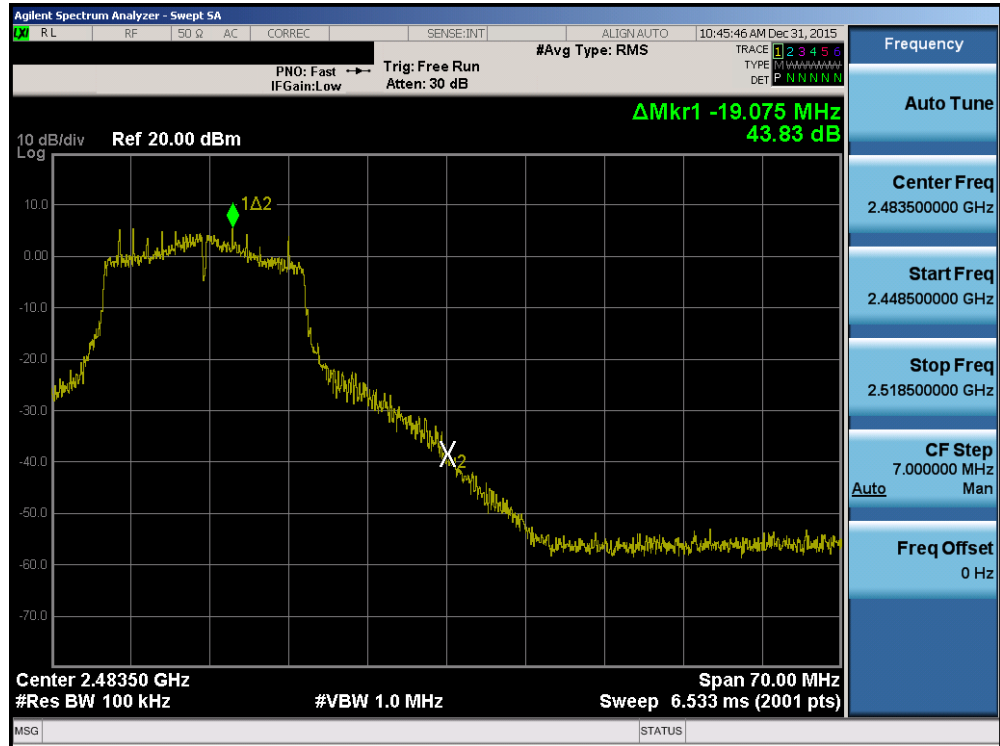 Agilent Spectrum Analyzer - Swept SA
LXI RL RF 50 Ω AC CORREC SENSE:INT ALIGN AUTO 10:45:46 AM Dec 31, 2015
#Avg Type: RMS TRACE 1 2 3 4 5 6
PNO: Fast Trig: Free Run TYPE M W W W W W
IFGain:Low Atten: 30 dB DET P N N N N N
ΔMkr1 -19.075 MHz
43.83 dB
10 dB/div Ref 20.00 dBm
Log
10.0
1Δ2
0.00
-10.0
-20.0
-30.0
-40.0
2
-50.0
-60.0
-70.0
Center 2.48350 GHz Span 70.00 MHz
#Res BW 100 kHz #VBW 1.0 MHz Sweep 6.533 ms (2001 pts)
MSG STATUS
Frequency
Auto Tune
Center Freq
2.483500000 GHz
Start Freq
2.448500000 GHz
Stop Freq
2.518500000 GHz
CF Step
7.000000 MHz
Auto Man
Freq Offset
0 Hz